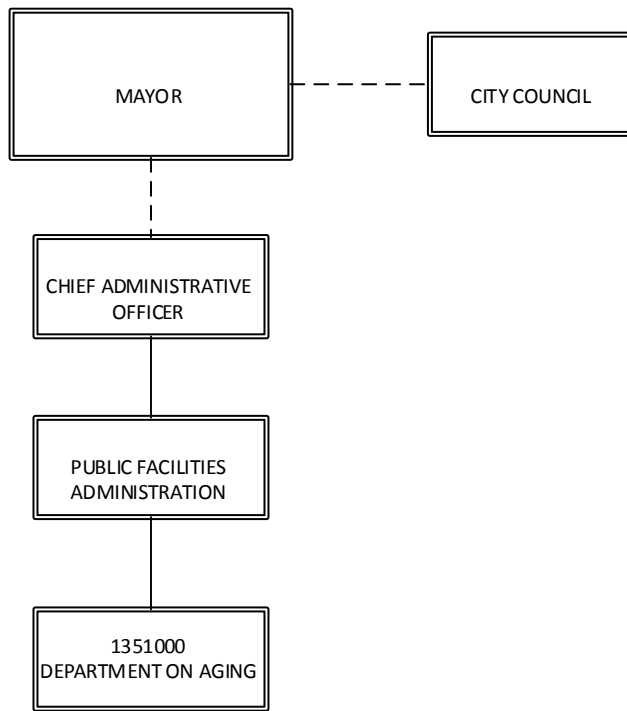 MAYOR
CITY COUNCIL
CHIEF ADMINISTRATIVE
OFFICER
PUBLIC FACILITIES
ADMINISTRATION
1351000
DEPARTMENT ON AGING